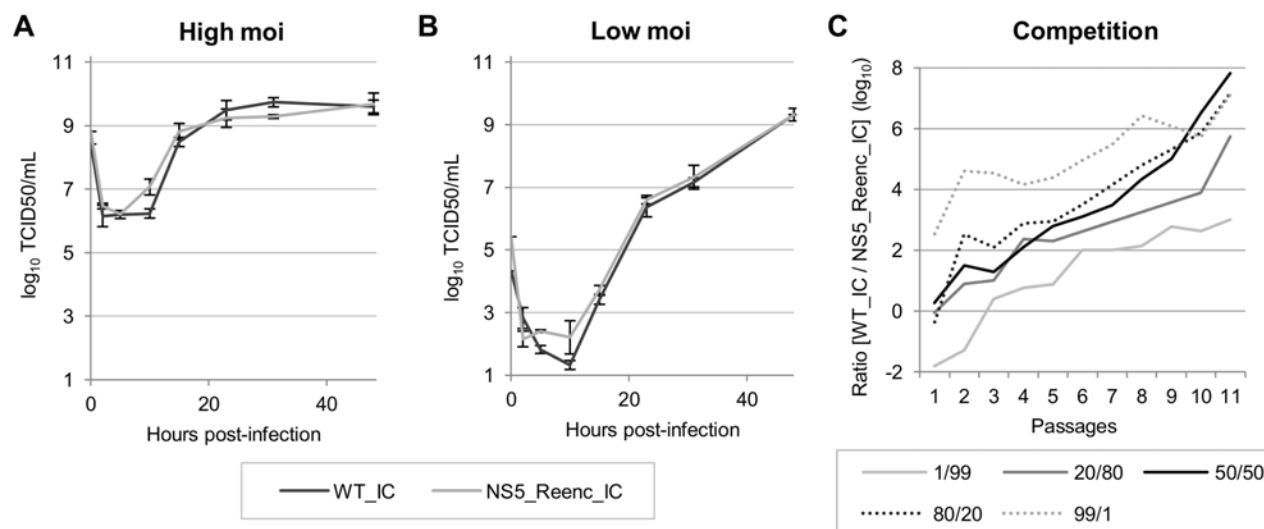 A
High moi
log₁₀ TCID50/mL
11
9
7
5
3
1
0
20
40
Hours post-infection
B
Low moi
log₁₀ TCID50/mL
11
9
7
5
3
1
0
20
40
Hours post-infection
WT_IC
NS5_Reenc_IC
C
Competition
Ratio [WT_IC / NS5_Reenc_IC] (log₁₀)
8
6
4
2
0
-2
1 2 3 4 5 6 7 8 9 10 11
Passages
1/99
20/80
50/50
80/20
99/1